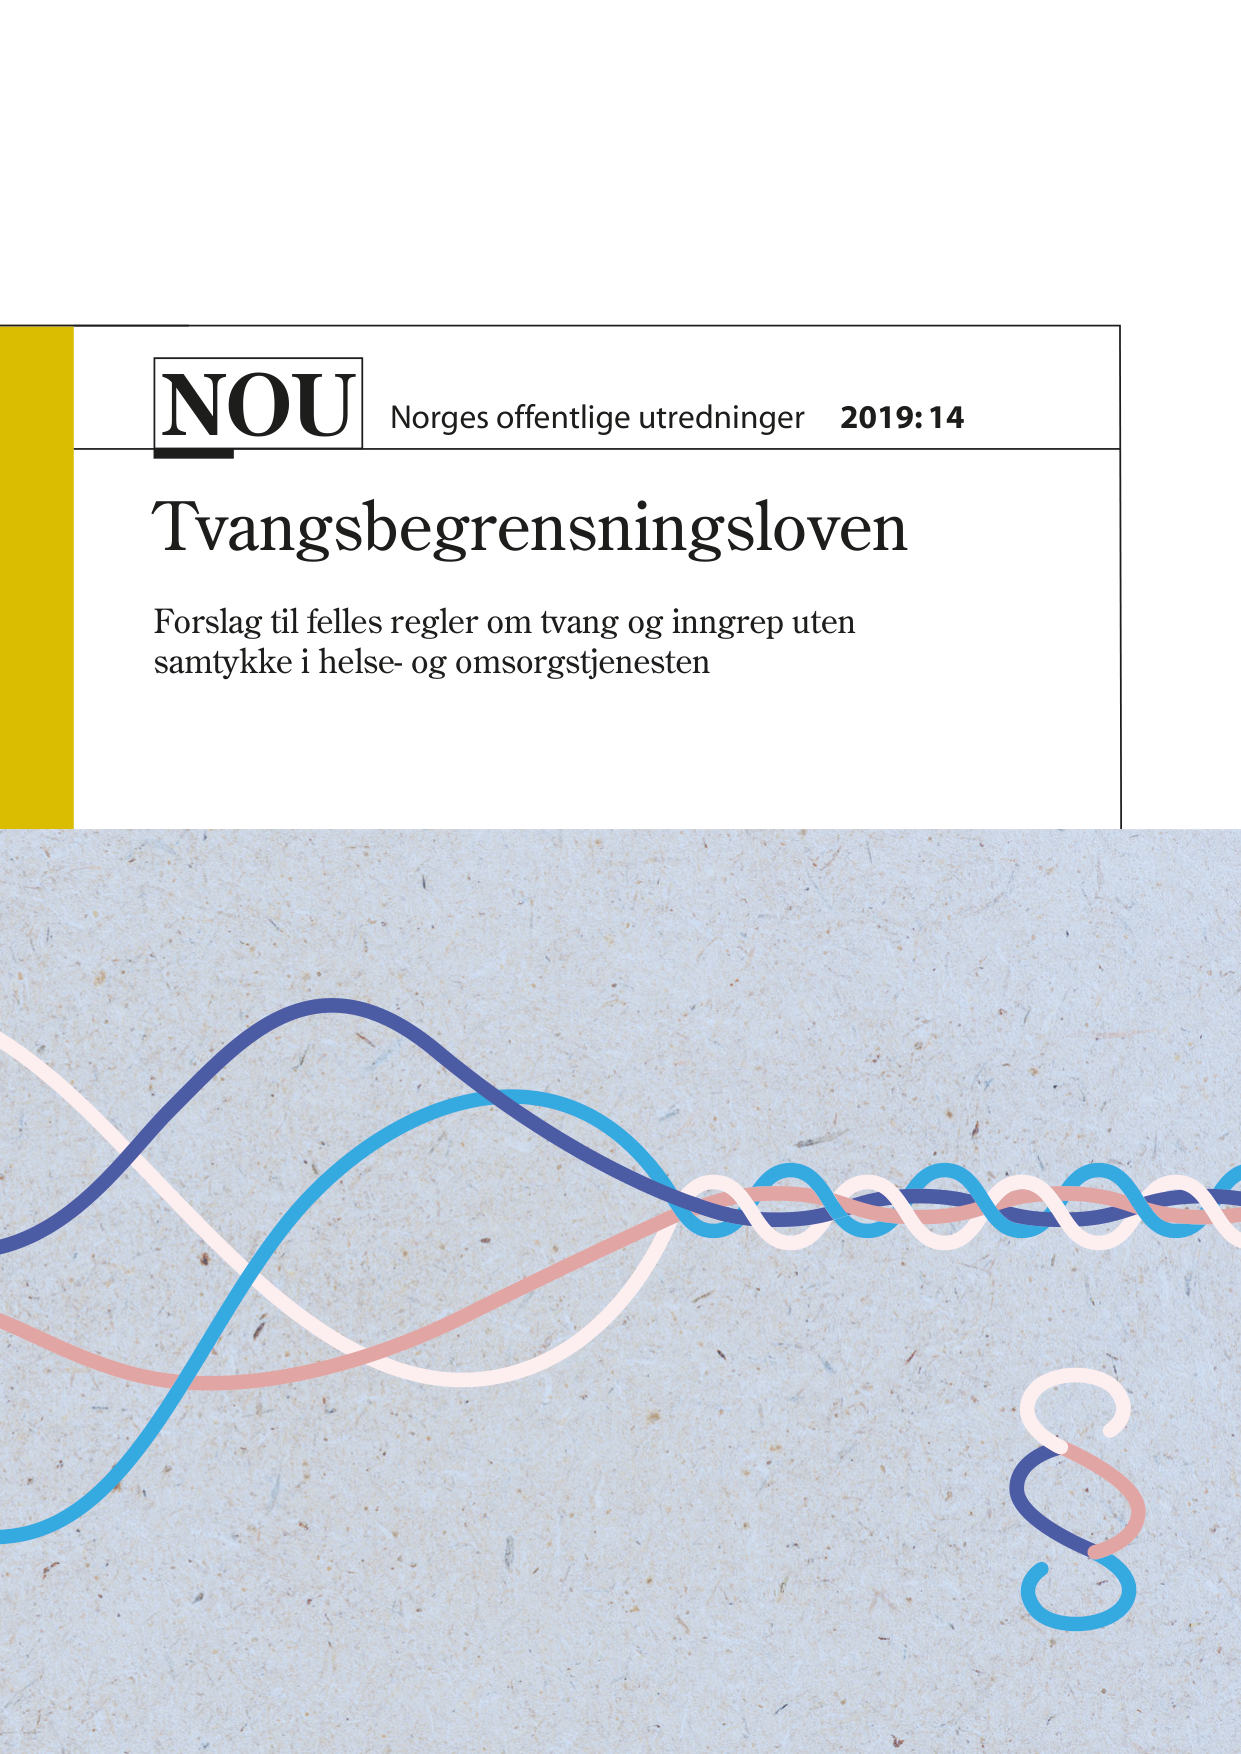 NOU Norges offentlige utredninger 2019: 14
Tvangsbegrensningsloven
Forslag til felles regler om tvang og inngrep uten
samtykke i helse- og omsorgstjenesten
§